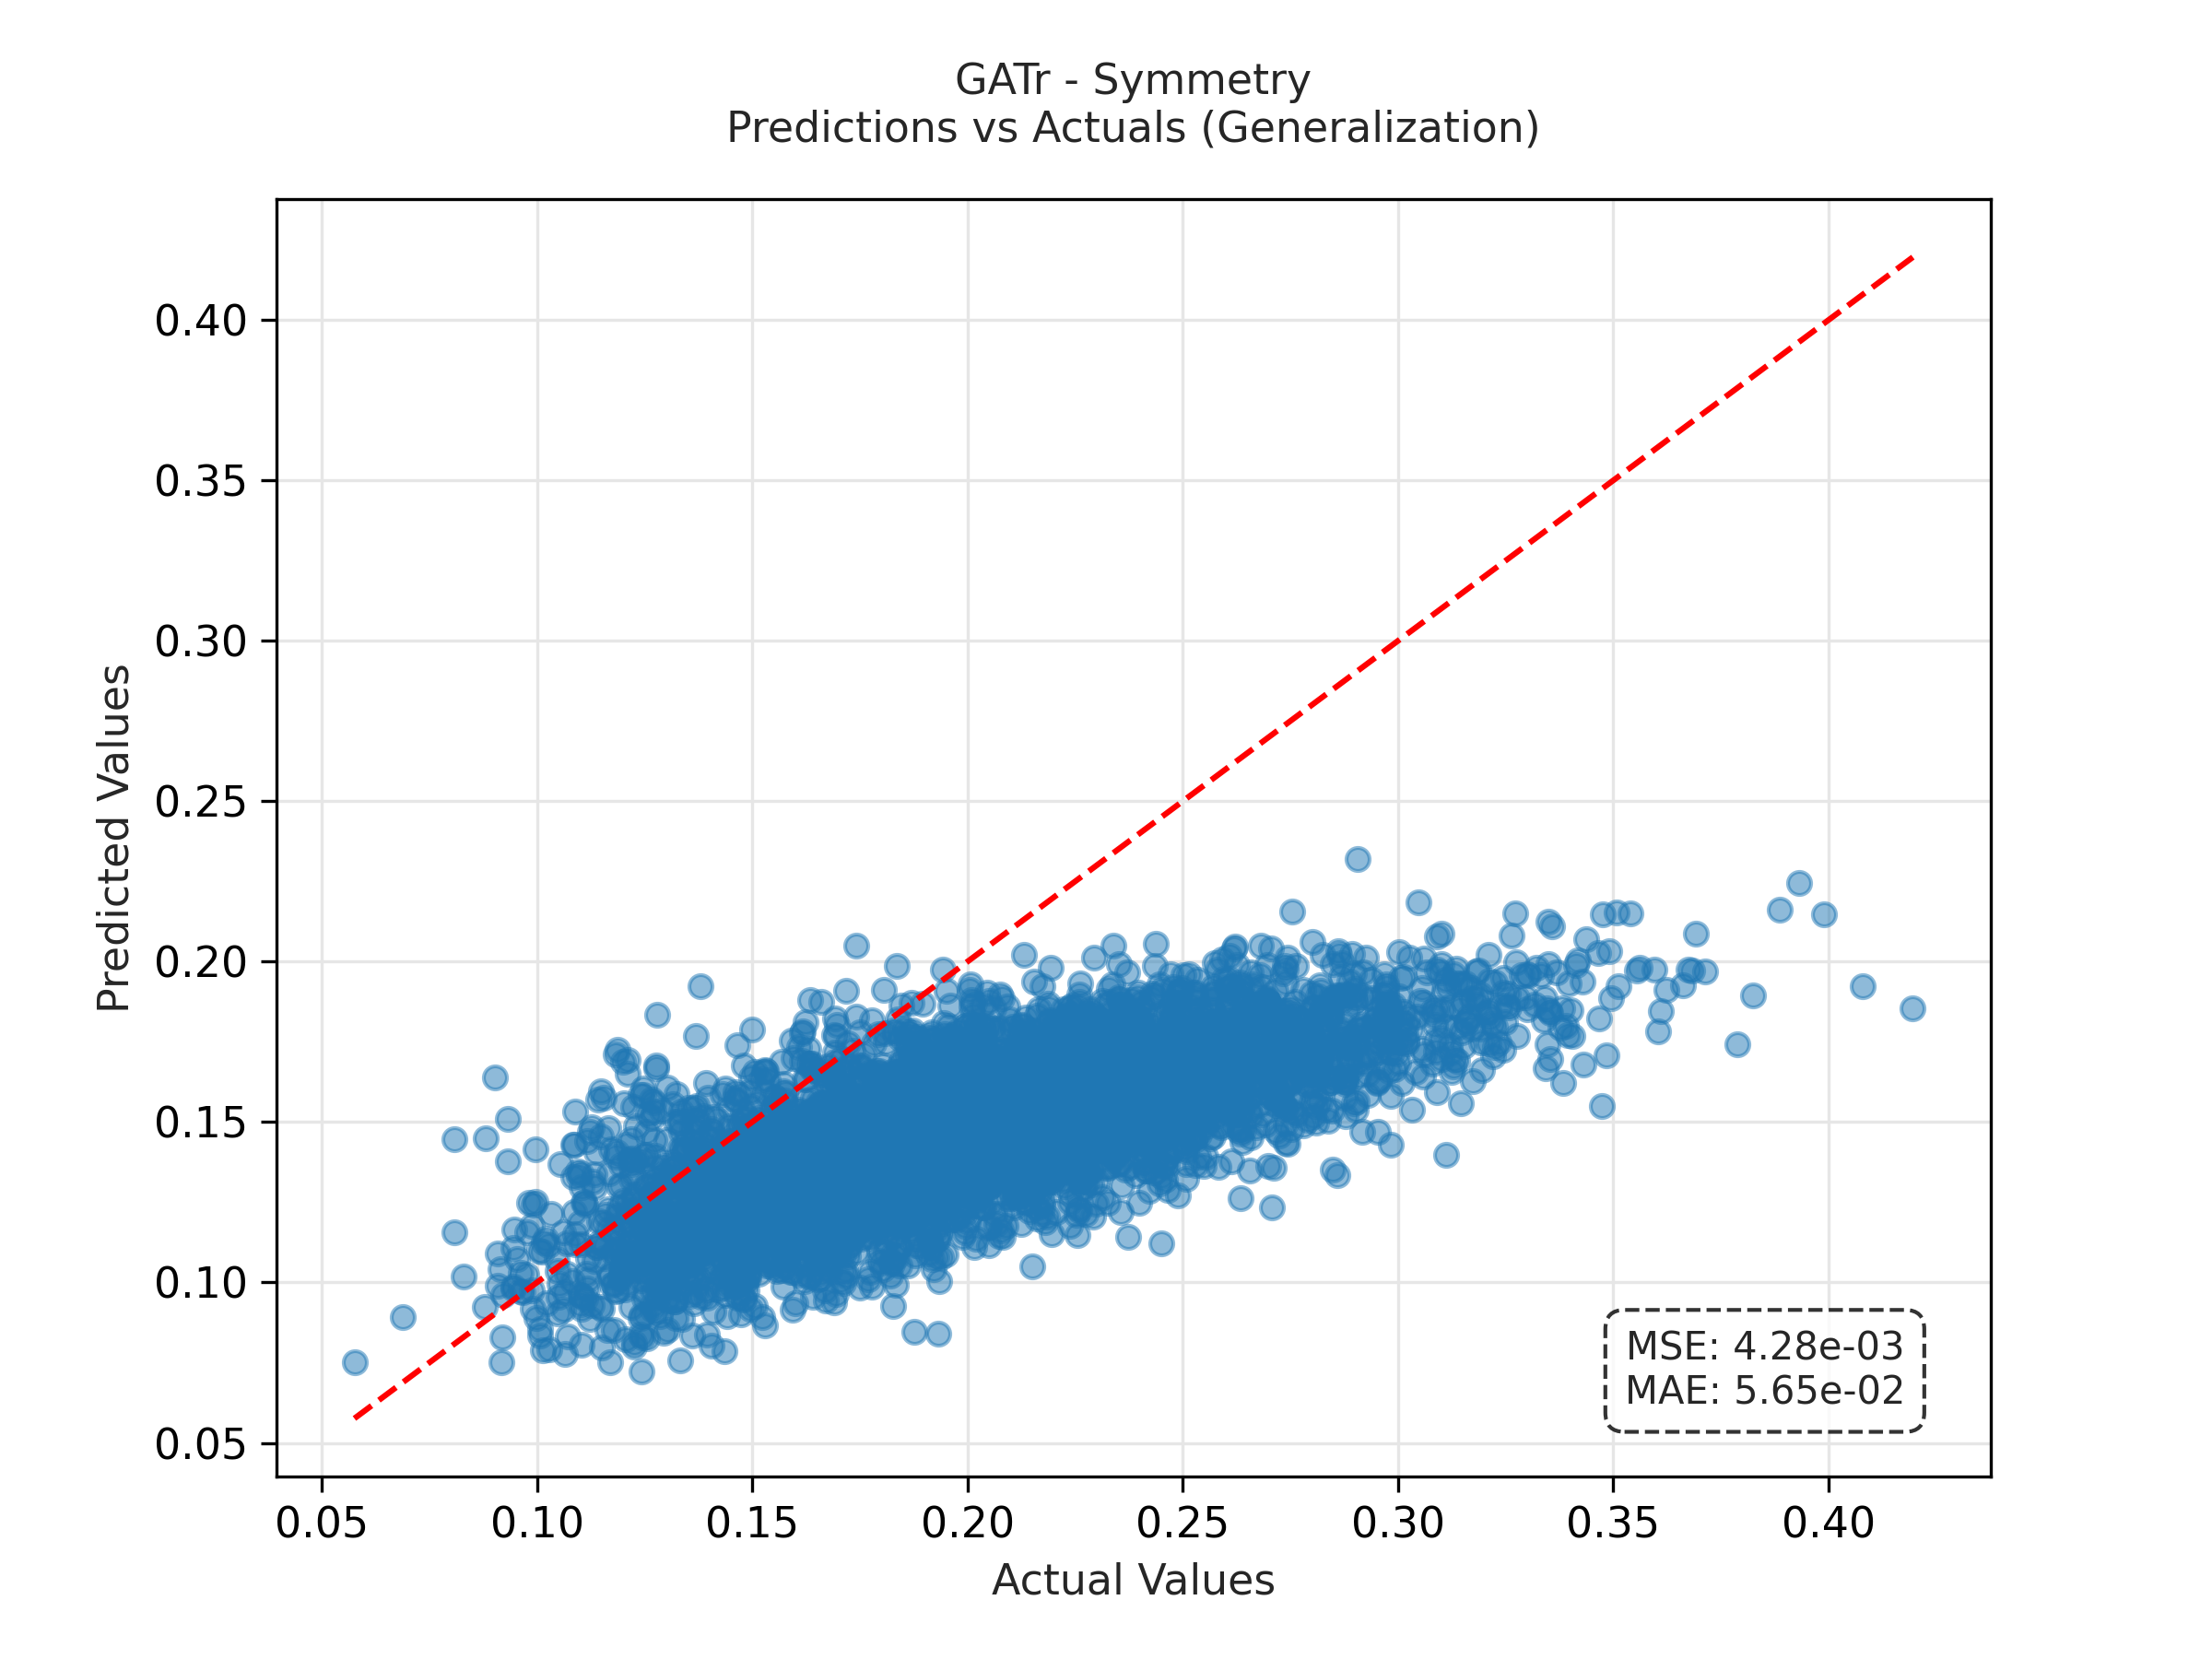 GATr - Symmetry
Predictions vs Actuals (Generalization)
Predicted Values
0.40
0.35
0.30
0.25
0.20
0.15
0.10
0.05
MSE: 4.28e-03
MAE: 5.65e-02
0.05 0.10 0.15 0.20 0.25 0.30 0.35 0.40
Actual Values